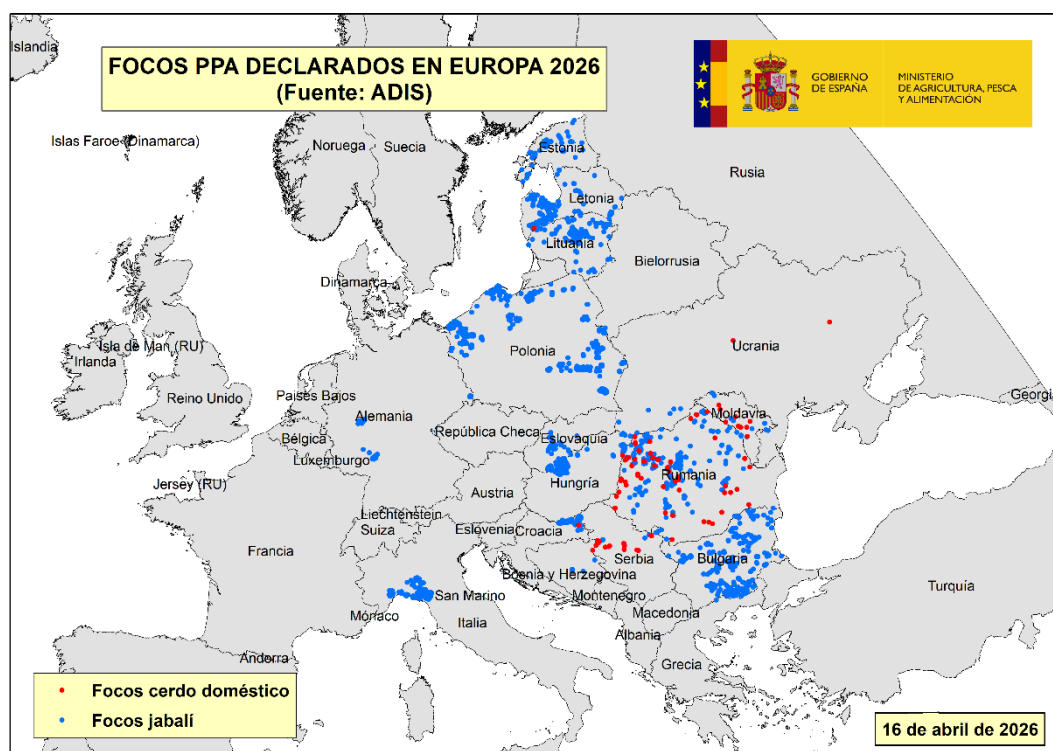 Islandia
FOCOS PPA DECLARADOS EN EUROPA 2026
(Fuente: ADIS)
GOBIERNO
DE ESPAÑA
MINISTERIO
DE AGRICULTURA, PESCA
Y ALIMENTACIÓN
Islas Faroe (Dinamarca)
Noruega
Suecia
Estonia
Rusia
Letonia
Lituania
Bielorrusia
Dinamarca
Isla de Man (RU)
Irlanda
Polonia
Ucrania
Reino Unido
Países Bajos
Georgi
Alemania
Moldavia
Bélgica
República Checa
Eslovaquia
Luxemburgo
Rumania
Jersey (RU)
Austria
Hungría
Liechtenstein
Suiza
Eslovenia
Croacia
Francia
Serbia
Bulgaria
Bosnia y Herzegovina
Turquía
San Marino
Montenegro
Mónaco
Macedonia
Italia
Albania
Andorra
Grecia
Focos cerdo doméstico
Focos jabalí
16 de abril de 2026